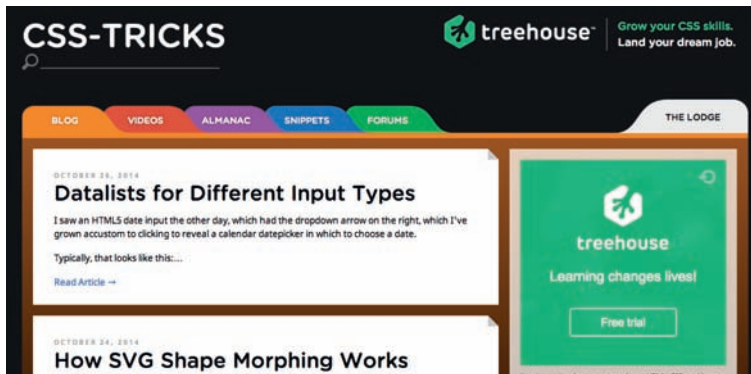 CSS-TRICKS
treehouse™
Grow your CSS skills.
Land your dream job.
BLOG VIDEOS ALMANAC SNIPPETS FORUMS THE LODGE
OCTOBER 26, 2014
Datalists for Different Input Types
I saw an HTML5 date input the other day, which had the dropdown arrow on the right, which I've
grown accustom to clicking to reveal a calendar datepicker in which to choose a date.
Typically, that looks like this:...
Read Article →
treehouse
Learning changes lives!
Free trial
OCTOBER 24, 2014
How SVG Shape Morphing Works